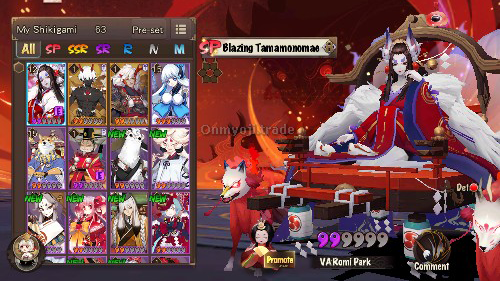 My Shikigami 63 Pre-set
All SP SSR SR R N M
SP Blazing Tamamonomae
NEW NEW NEW
NEW NEW
Onmyojitrade
Promote
999999
VA Romi Park
Comment